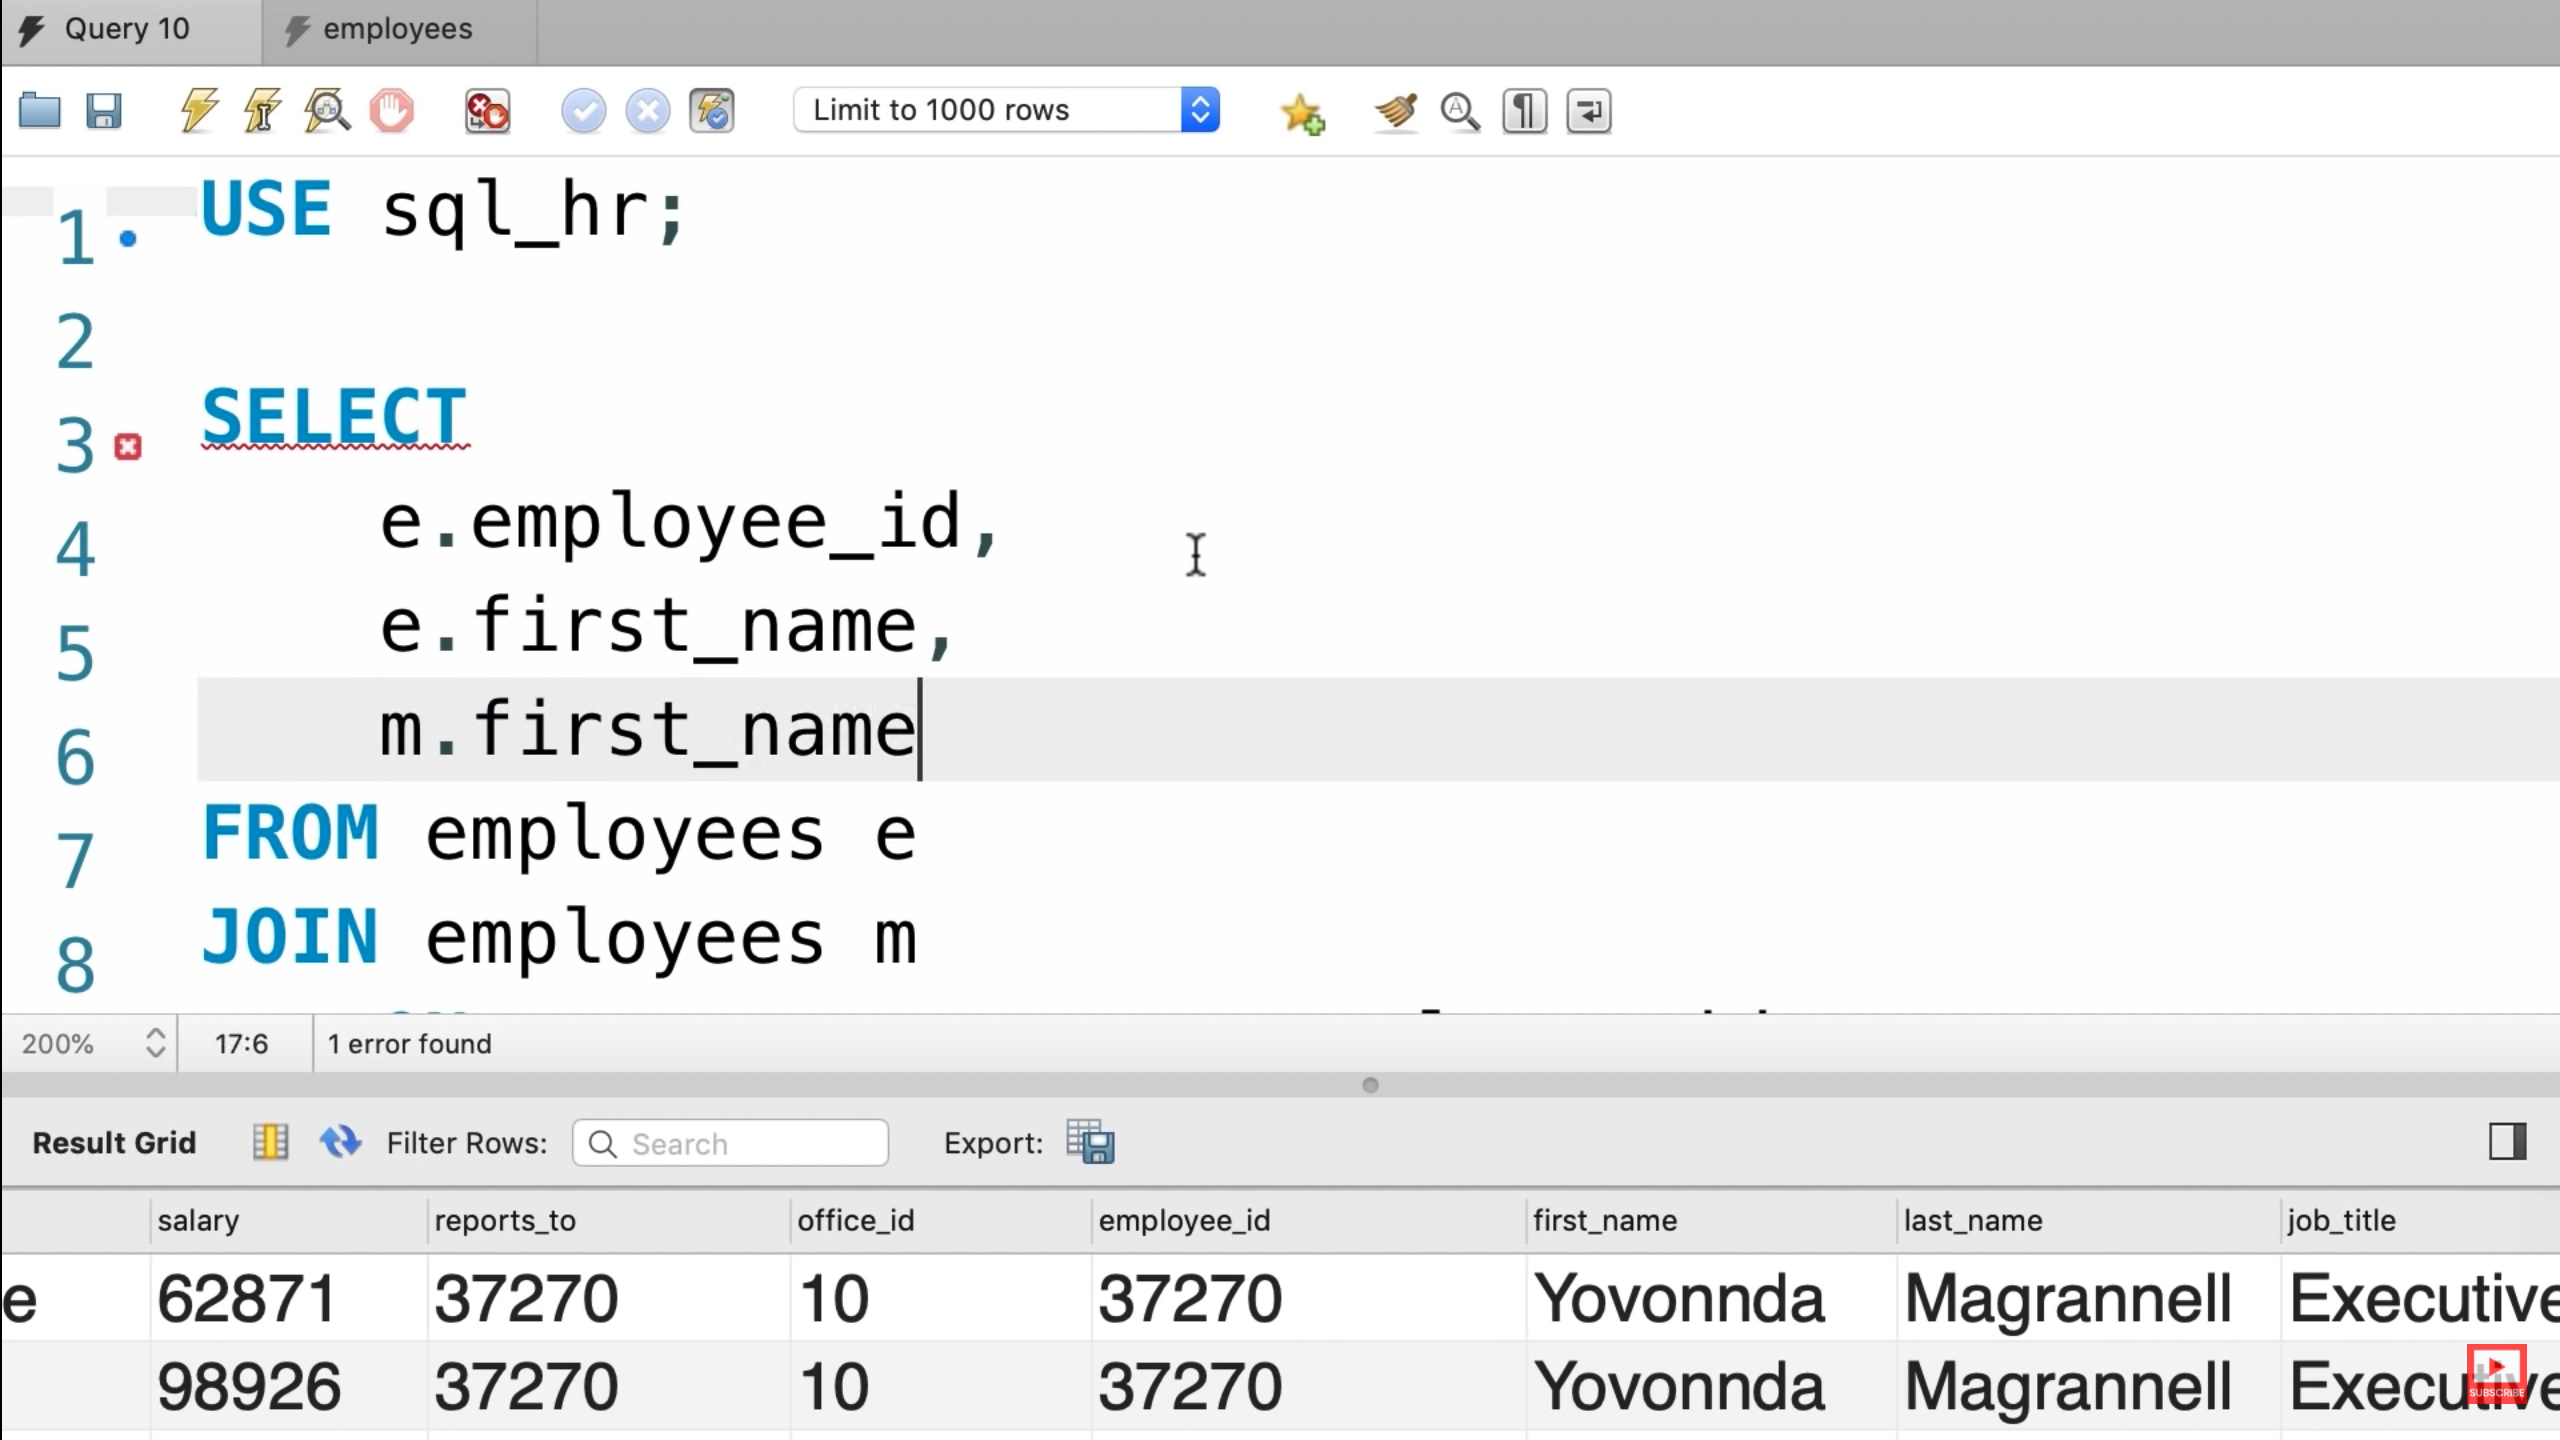 Query 10 employees
Limit to 1000 rows
1 USE sql_hr;
2
3 SELECT
4 e.employee_id,
5 e.first_name,
6 m.first_name
7 FROM employees e
8 JOIN employees m
200% 17:6 1 error found
Result Grid Filter Rows: Search Export:
salary reports_to office_id employee_id first_name last_name job_title
e 62871 37270 10 37270 Yovonnda Magrannell Executive
98926 37270 10 37270 Yovonnda Magrannell Executive
SUBSCRIBE